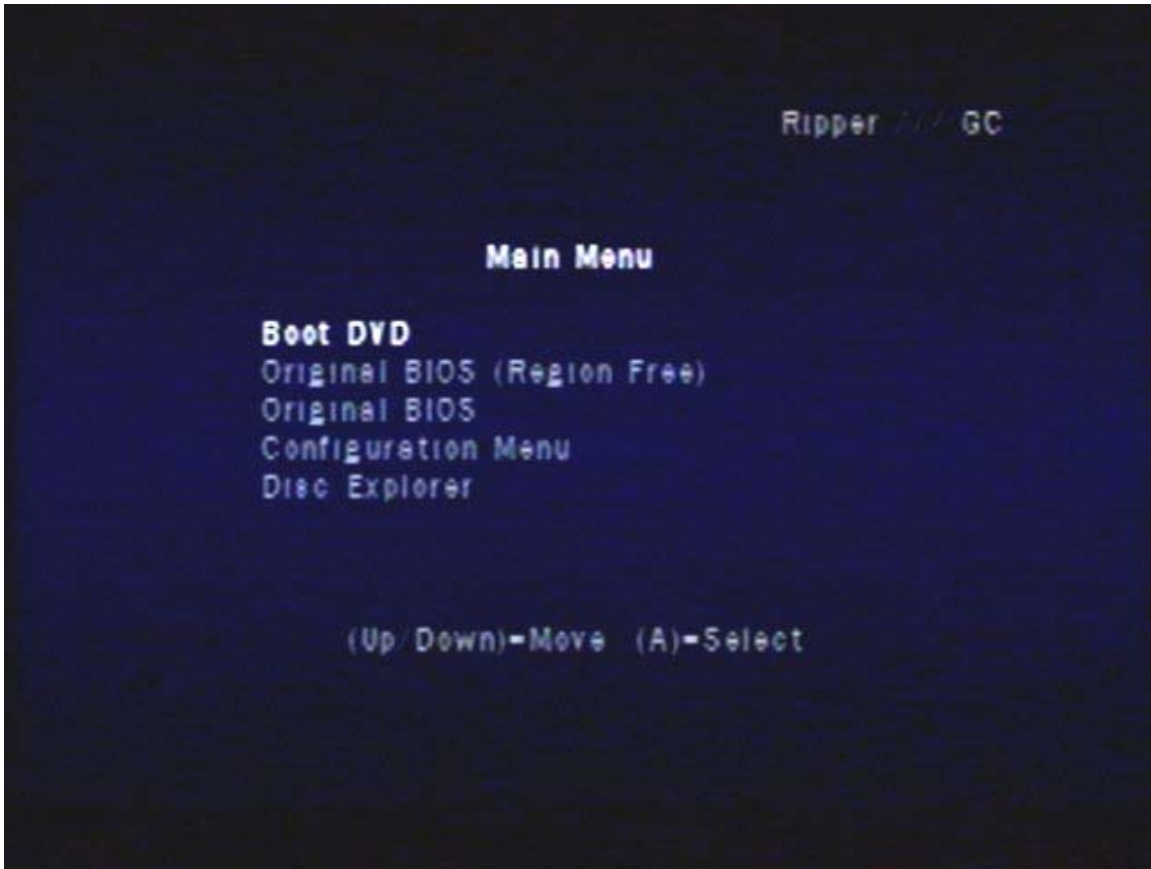 Ripper /// GC
Main Menu
Boot DVD
Original BIOS (Region Free)
Original BIOS
Configuration Menu
Disc Explorer
(Up/Down)=Move (A)=Select